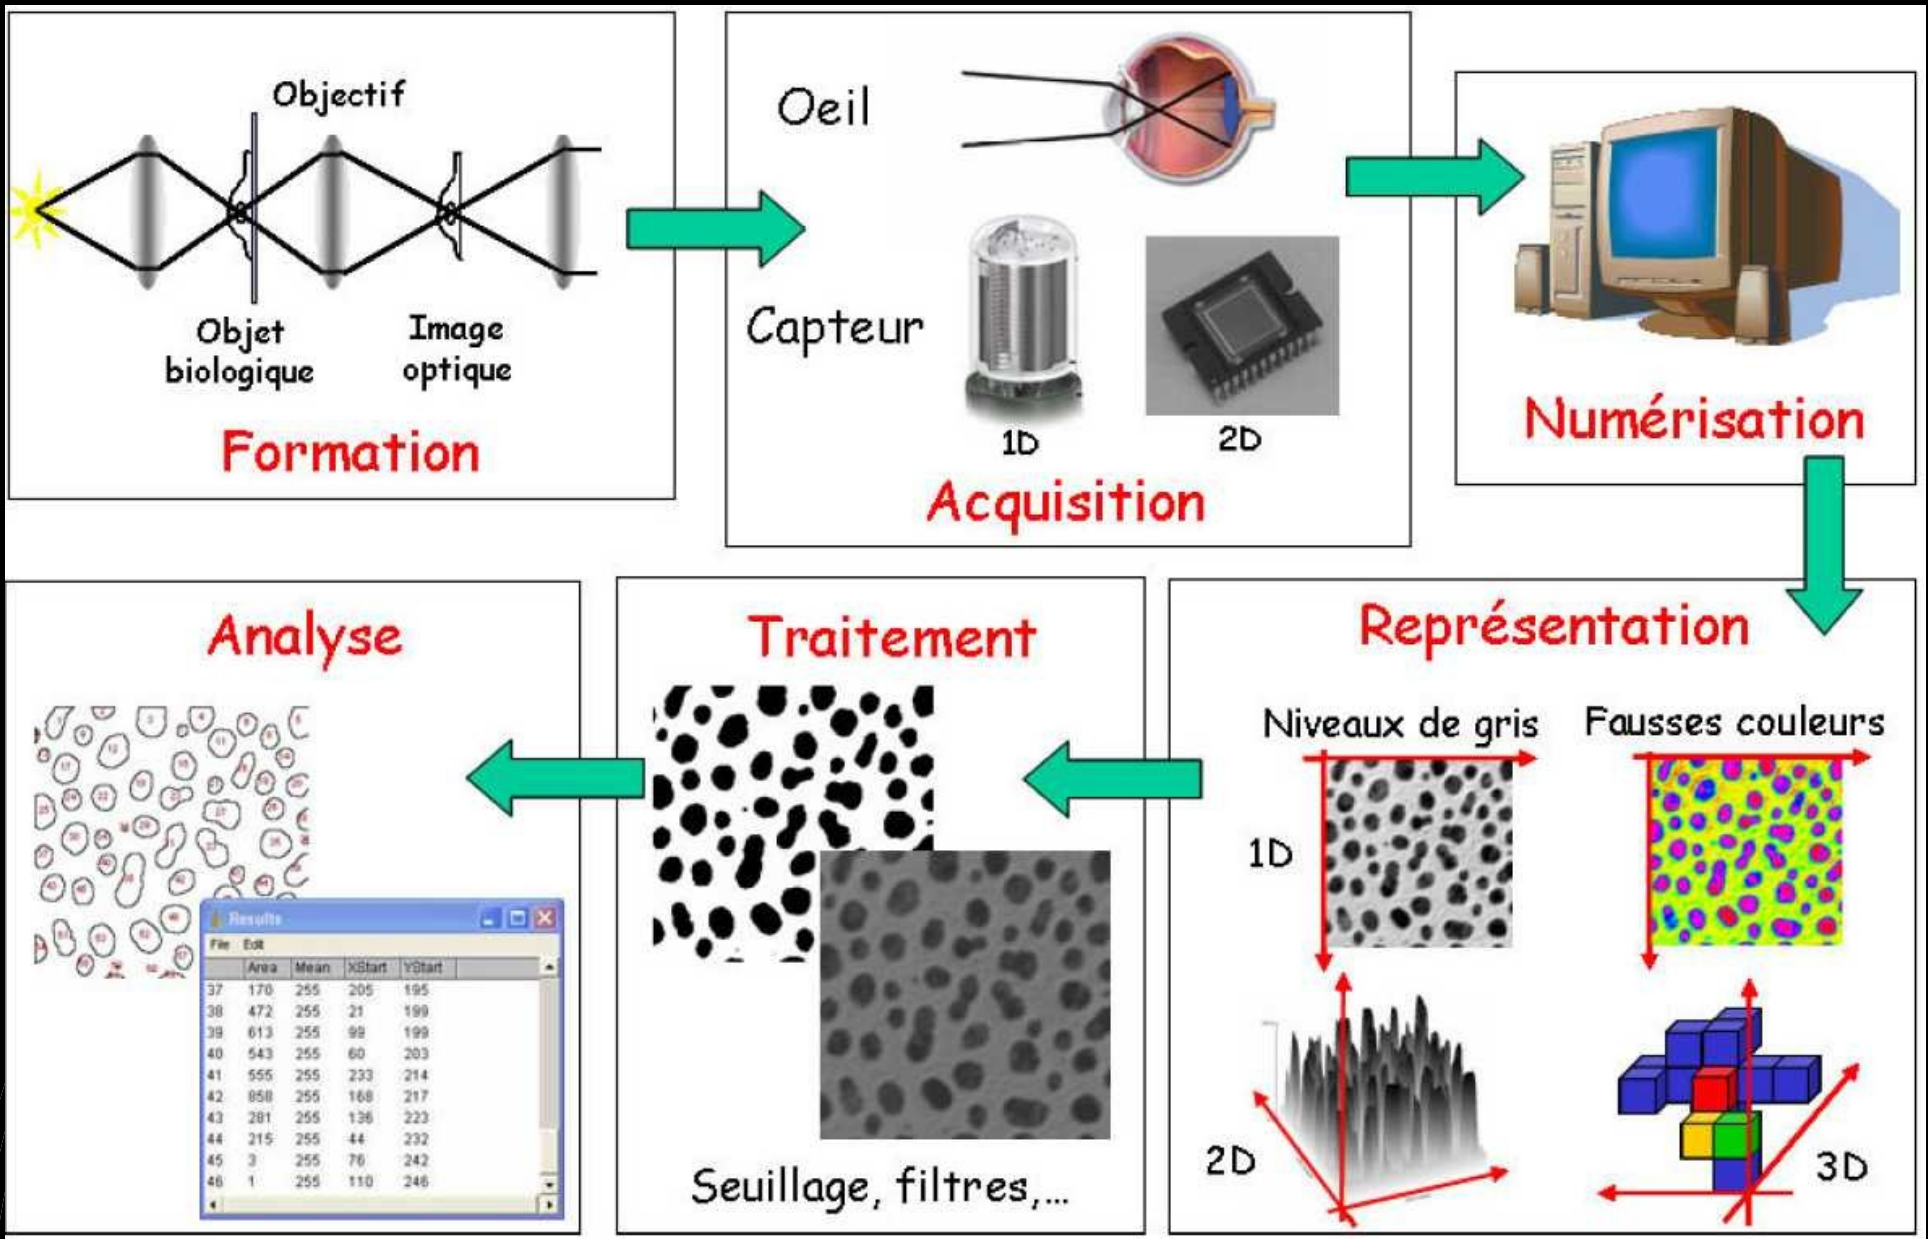 Objectif
Objet
biologique
Image
optique
Formation
Oeil
Capteur
1D
2D
Acquisition
Numérisation
Représentation
Niveaux de gris
Fausses couleurs
1D
2D
3D
Traitement
Seuillage, filtres,...
Analyse
Results
File Edit
Area Mean XStart YStart
37 170 255 205 195
38 472 255 21 199
39 613 255 99 199
40 543 255 60 203
41 555 255 233 214
42 858 255 168 217
43 281 255 136 223
44 215 255 44 232
45 3 255 76 242
46 1 255 110 246